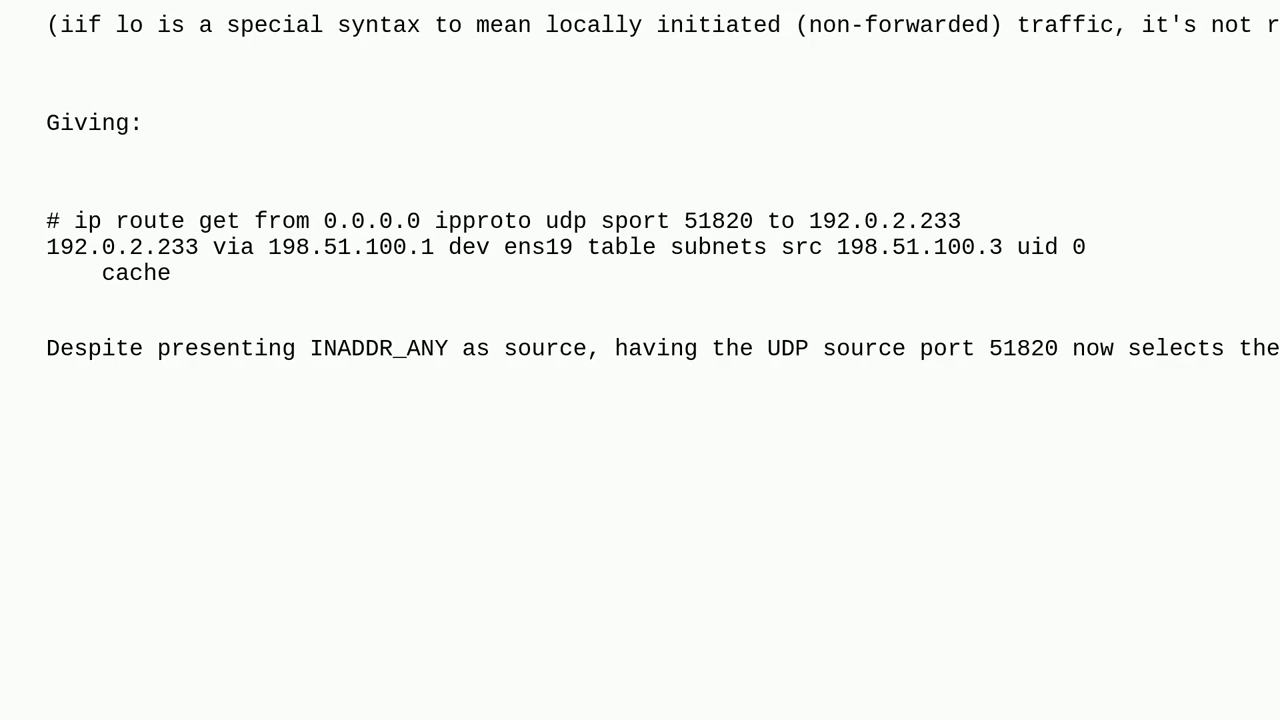 (iif lo is a special syntax to mean locally initiated (non-forwarded) traffic, it's not r
Giving:
# ip route get from 0.0.0.0 ipproto udp sport 51820 to 192.0.2.233
192.0.2.233 via 198.51.100.1 dev ens19 table subnets src 198.51.100.3 uid 0
    cache
Despite presenting INADDR_ANY as source, having the UDP source port 51820 now selects the